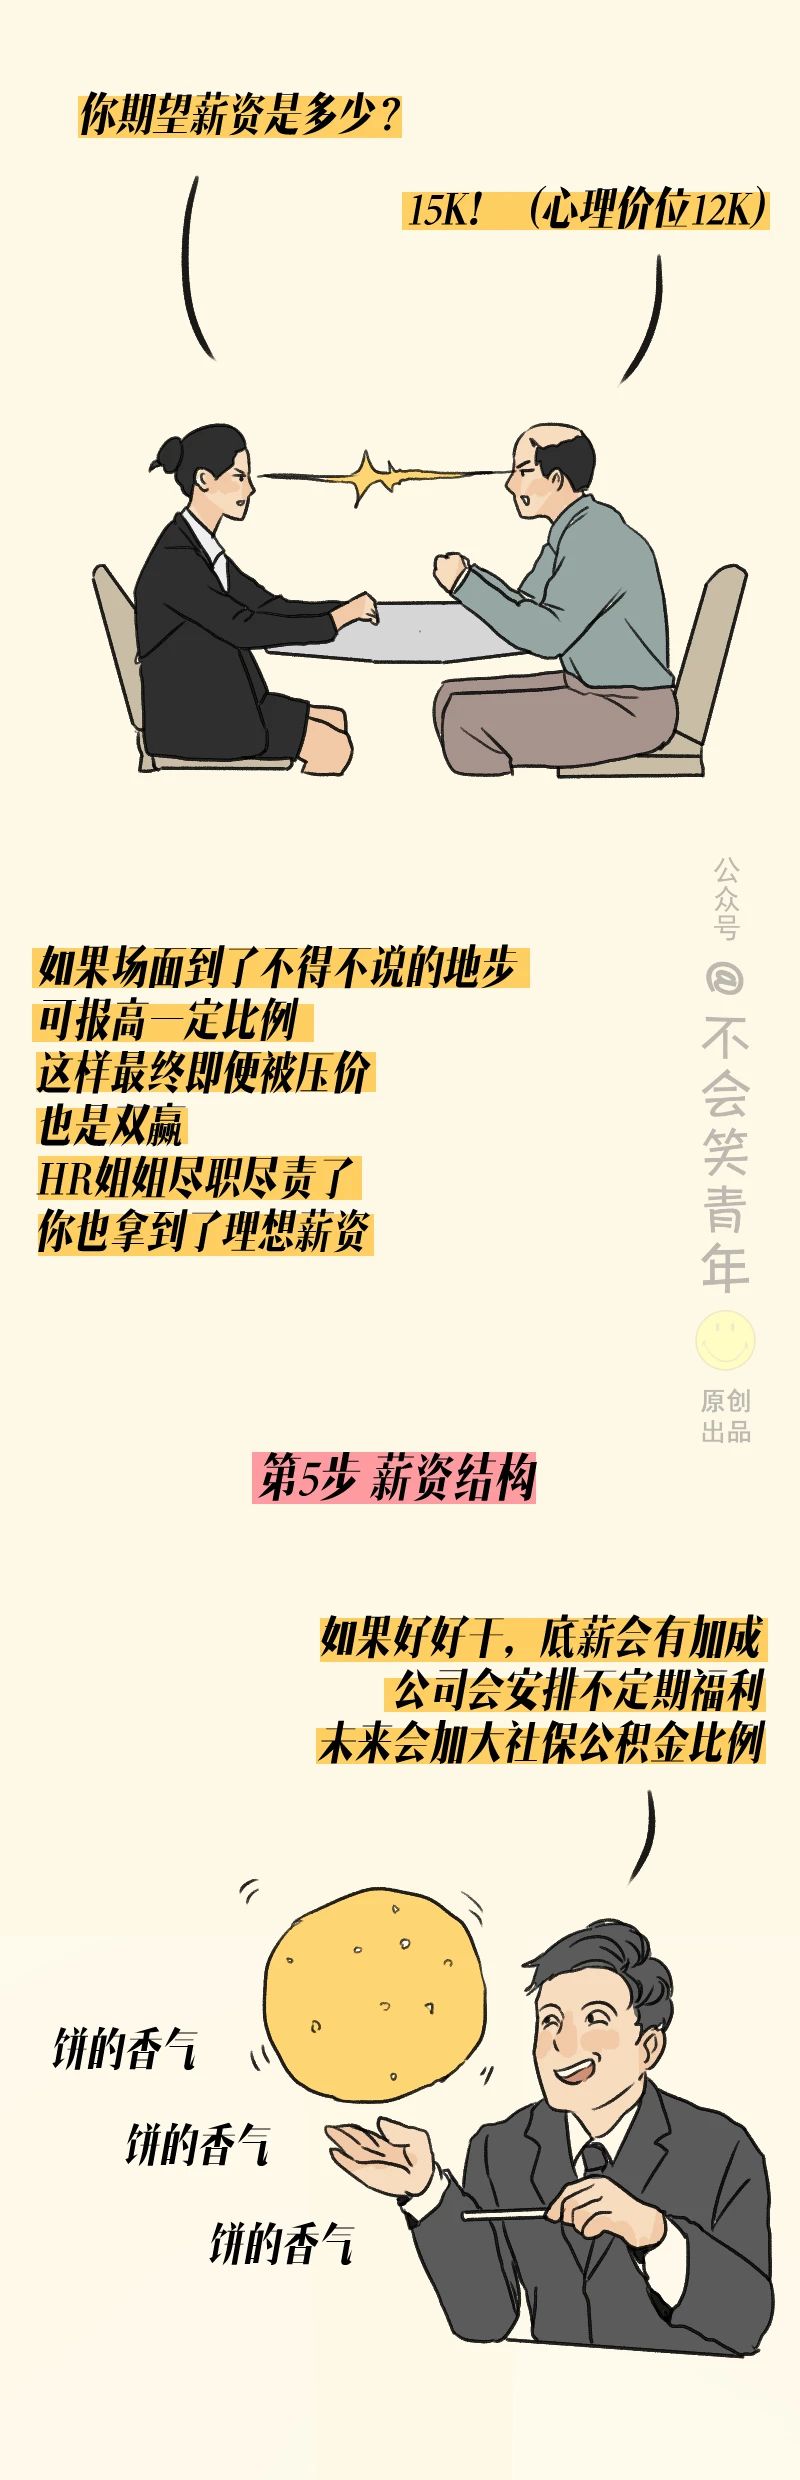 你期望薪资是多少？
15K! （心理价位12K）
如果场面到了不得不说的地步
可报高一定比例
这样最终即便被压价
也是双赢
HR姐姐尽职尽责了
你也拿到了理想薪资
公众号
@不会笑青年
原创
出品
第5步 薪资结构
如果好好干，底薪会有加成
公司会安排不定期福利
未来会加大社保公积金比例
饼的香气
饼的香气
饼的香气